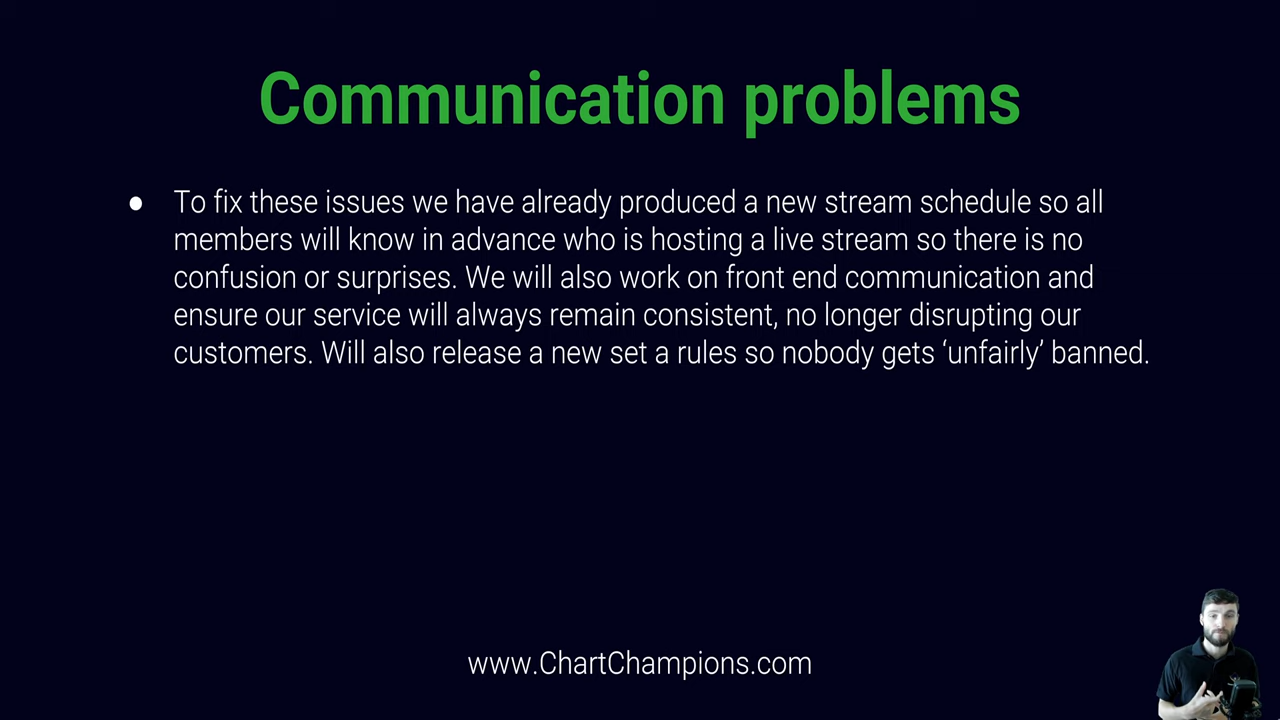 Communication problems
● To fix these issues we have already produced a new stream schedule so all
members will know in advance who is hosting a live stream so there is no
confusion or surprises. We will also work on front end communication and
ensure our service will always remain consistent, no longer disrupting our
customers. Will also release a new set a rules so nobody gets ‘unfairly’ banned.
www.ChartChampions.com